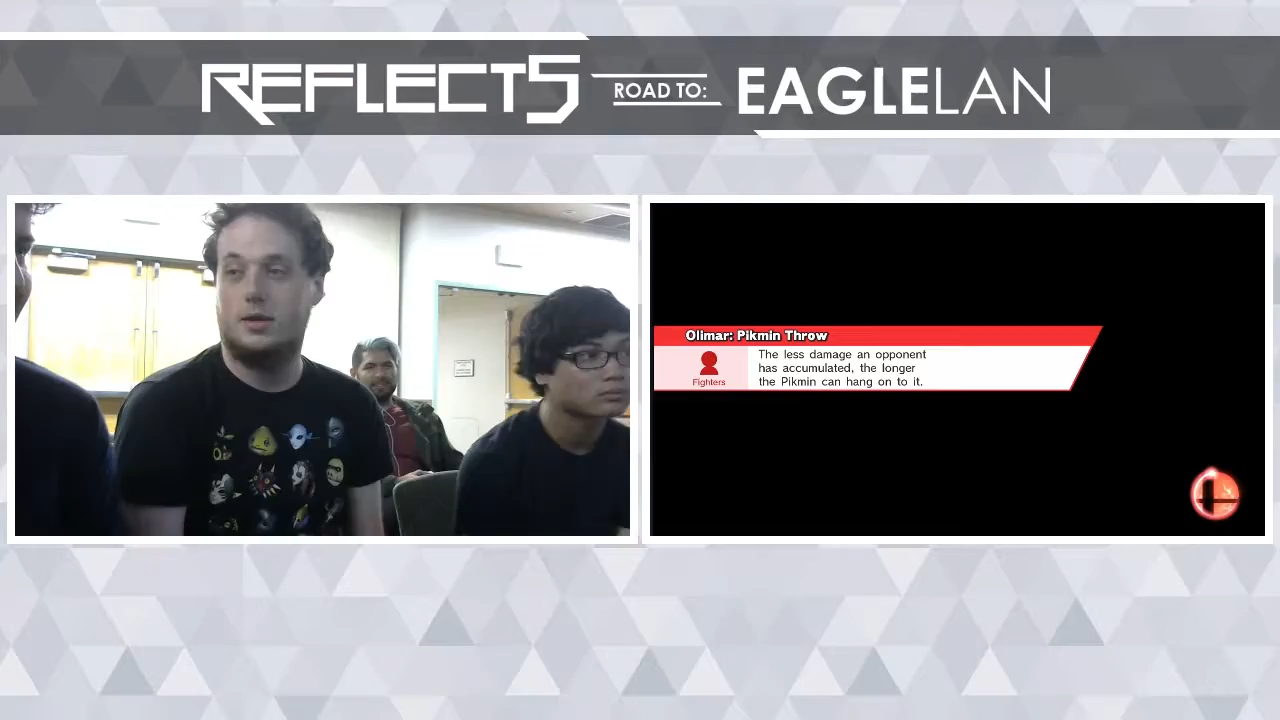 REFLECT5 ROAD TO: EAGLELAN
Olimar: Pikmin Throw
Fighters
The less damage an opponent
has accumulated, the longer
the Pikmin can hang on to it.